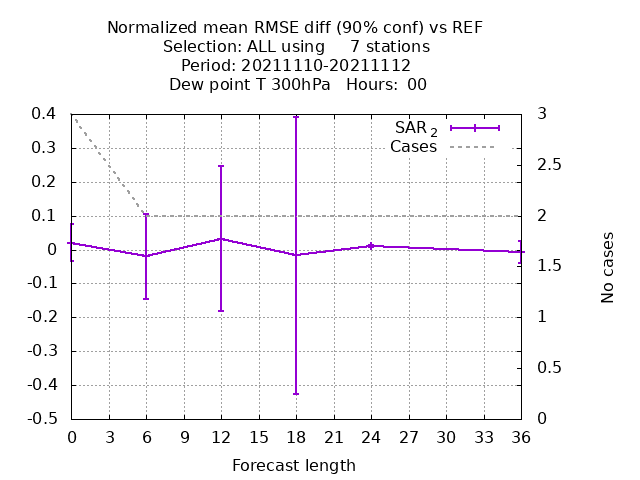 Normalized mean RMSE diff (90% conf) vs REF
Selection: ALL using     7 stations
Period: 20211110-20211112
Dew point T 300hPa   Hours:  00
SAR 2
Cases
0.4
0.3
0.2
0.1
0
-0.1
-0.2
-0.3
-0.4
-0.5
3
2.5
2
1.5
1
0.5
0
No cases
0 3 6 9 12 15 18 21 24 27 30 33 36
Forecast length